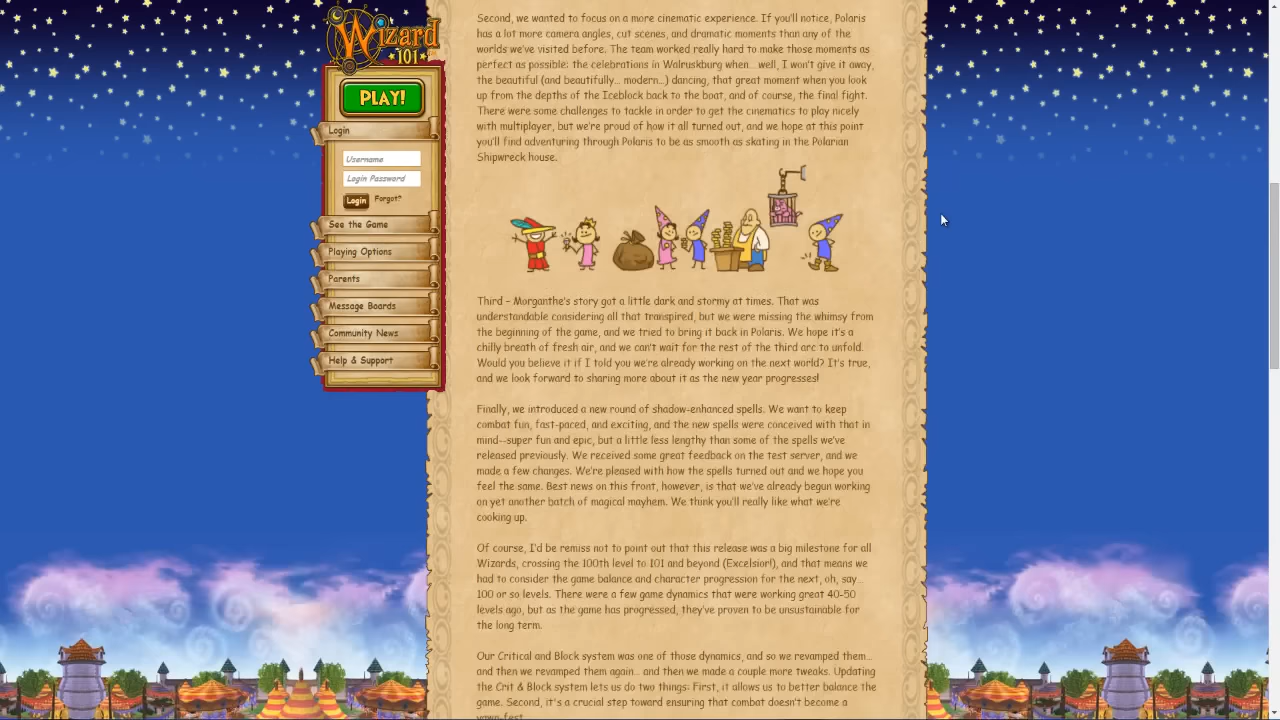 Wizard
101
PLAY!
Login
Username
Login Password
Login Forgot?
See the Game
Playing Options
Parents
Message Boards
Community News
Help & Support
Second, we wanted to focus on a more cinematic experience. If you'll notice, Polaris
has a lot more camera angles, cut scenes, and dramatic moments than any of the
worlds we've visited before. The team worked really hard to make those moments as
perfect as possible: the celebrations in Walruskburg when... well, I won't give it away,
the beautiful (and beautifully... modern...) dancing, that great moment when you look
up from the depths of the Iceblock back to the boat, and of course, the final fight.
There were some challenges to tackle in order to get the cinematics to play nicely
with multiplayer, but we're proud of how it all turned out, and we hope at this point
you'll find adventuring through Polaris to be as smooth as skating in the Polarian
Shipwreck house.
Third – Morganthe's story got a little dark and stormy at times. That was
understandable considering all that transpired, but we were missing the whimsy from
the beginning of the game, and we tried to bring it back in Polaris. We hope it's a
chilly breath of fresh air, and we can't wait for the rest of the third arc to unfold.
Would you believe it if I told you we're already working on the next world? It's true,
and we look forward to sharing more about it as the new year progresses!
Finally, we introduced a new round of shadow-enhanced spells. We want to keep
combat fun, fast-paced, and exciting, and the new spells were conceived with that in
mind--super fun and epic, but a little less lengthy than some of the spells we've
released previously. We received some great feedback on the test server, and we
made a few changes. We're pleased with how the spells turned out and we hope you
feel the same. Best news on this front, however, is that we've already begun working
on yet another batch of magical mayhem. We think you'll really like what we're
cooking up.
Of course, I'd be remiss not to point out that this release was a big milestone for all
Wizards, crossing the 100th level to 101 and beyond (Excelsior!), and that means we
had to consider the game balance and character progression for the next, oh, say...
100 or so levels. There were a few game dynamics that were working great 40-50
levels ago, but as the game has progressed, they've proven to be unsustainable for
the long term.
Our Critical and Block system was one of those dynamics, and so we revamped them...
and then we revamped them again... and then we made a couple more tweaks. Updating
the Crit & Block system lets us do two things: First, it allows us to better balance the
game. Second, it's a crucial step toward ensuring that combat doesn't become a
yawn-fest.